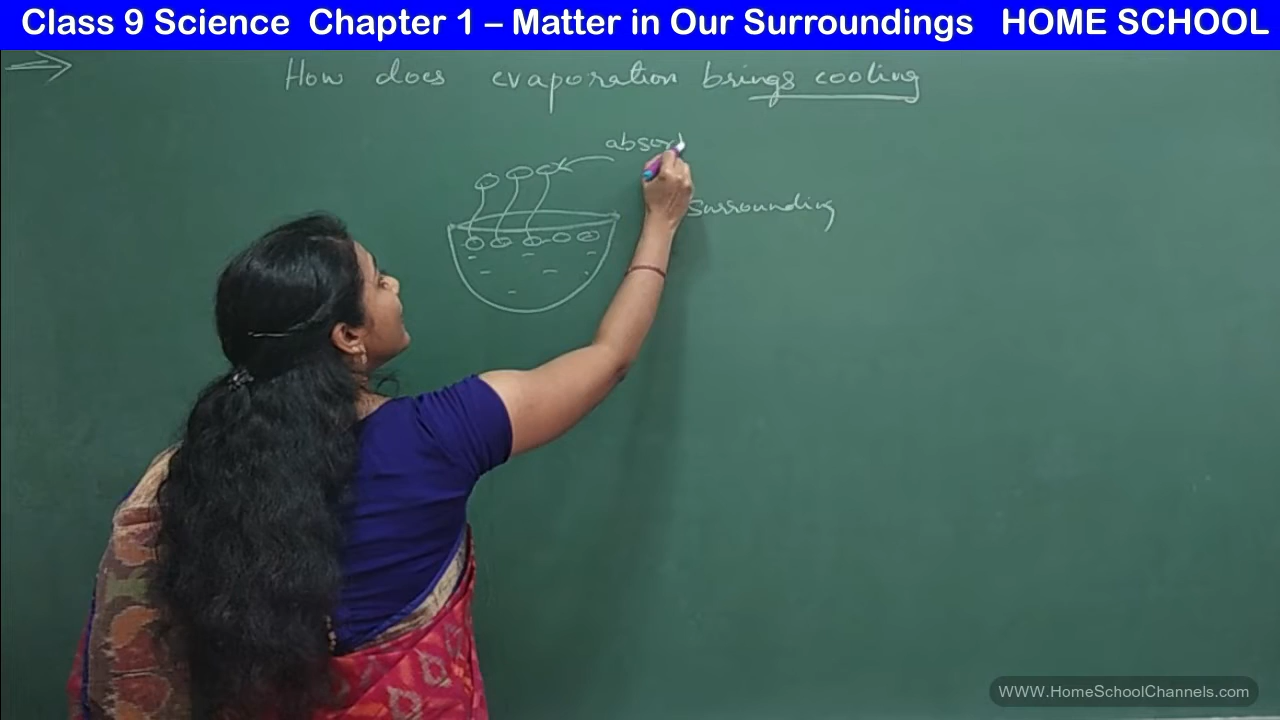 Class 9 Science Chapter 1 – Matter in Our Surroundings HOME SCHOOL
How does evaporation brings cooling
absor
surrounding
WWW.HomeSchoolChannels.com